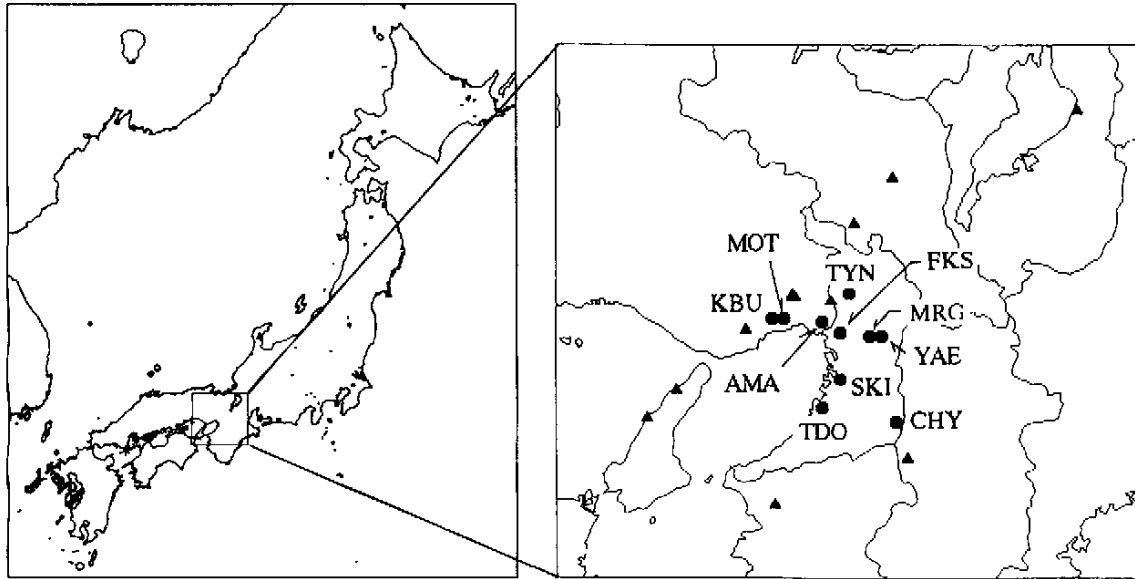 MOT
FKS
TYN
KBU
MRG
YAE
AMA
SKI
TDO
CHY